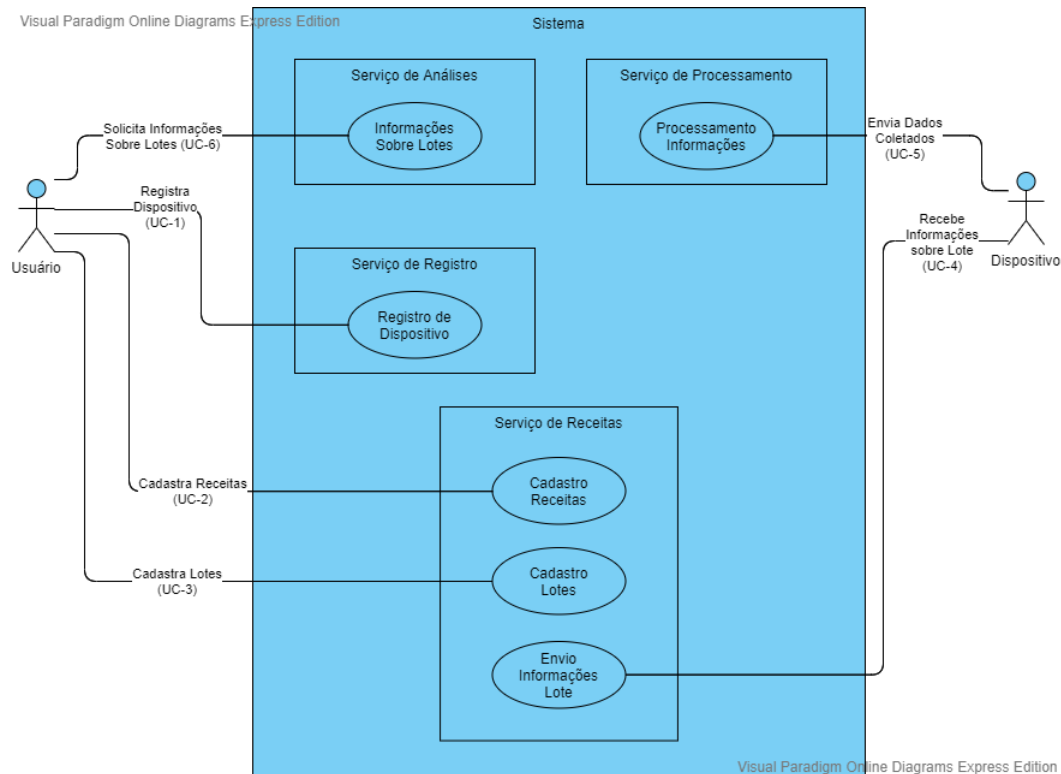 Visual Paradigm Online Diagrams Express Edition
Sistema
Serviço de Análises
Serviço de Processamento
Solicita Informações
Sobre Lotes (UC-6)
Informações
Sobre Lotes
Processamento
Informações
Envia Dados
Coletados
(UC-5)
Registra
Dispositivo
(UC-1)
Usuário
Recebe
Informações
sobre Lote
(UC-4)
Dispositivo
Serviço de Registro
Registro de
Dispositivo
Serviço de Receitas
Cadastra Receitas
(UC-2)
Cadastro
Receitas
Cadastra Lotes
(UC-3)
Cadastro
Lotes
Envio
Informações
Lote
Visual Paradigm Online Diagrams Express Edition